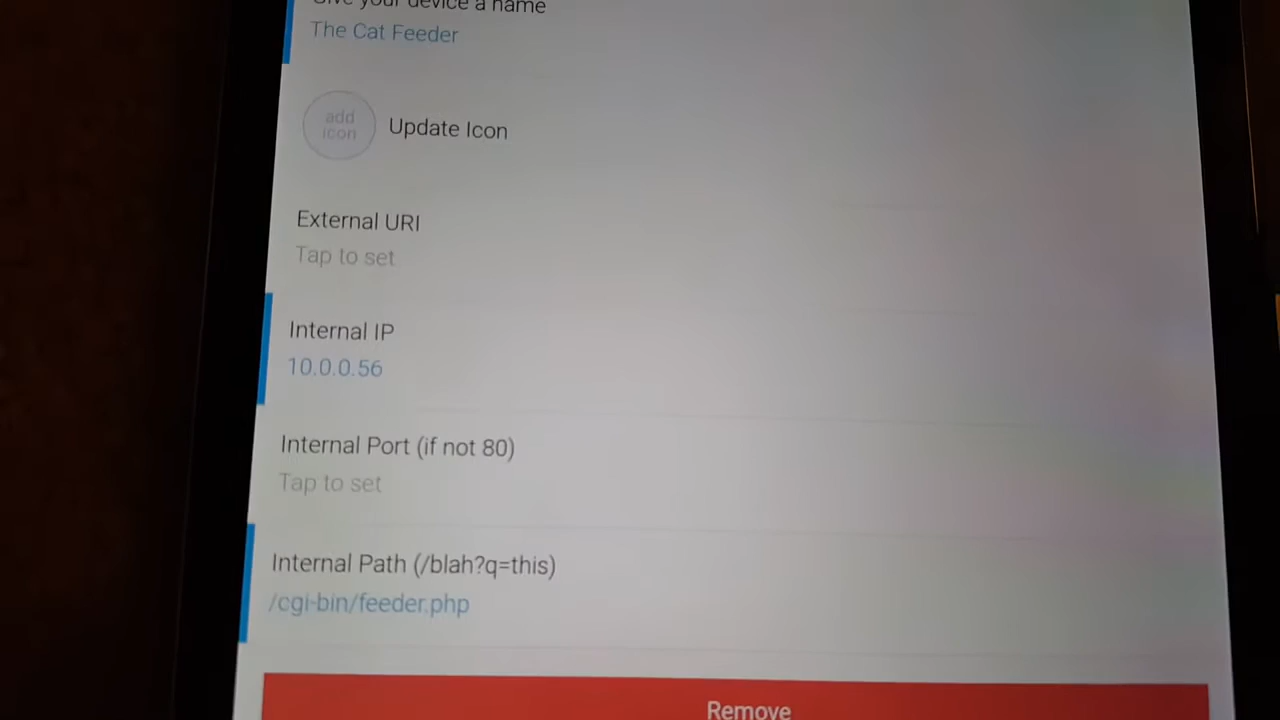 Give your device a name
The Cat Feeder
add
icon
Update Icon
External URI
Tap to set
Internal IP
10.0.0.56
Internal Port (if not 80)
Tap to set
Internal Path (/blah?q=this)
/cgi-bin/feeder.php
Remove